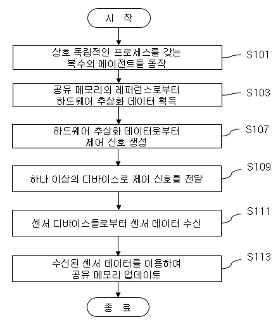 시 작
상호 독립적인 프로세스를 갖는
복수의 에이전트들 동작
S101
공유 메모리의 레퍼런스로부터
하드웨어 추상화 데이터 획득
S103
하드웨어 추상화 데이터로부터
제어 신호 생성
S107
하나 이상의 디바이스로 제어 신호를 전달
S109
센서 디바이스들로부터 센서 데이터 수신
S111
수신된 센서 데이터를 이용하여
공유 메모리 업데이트
S113
종 료